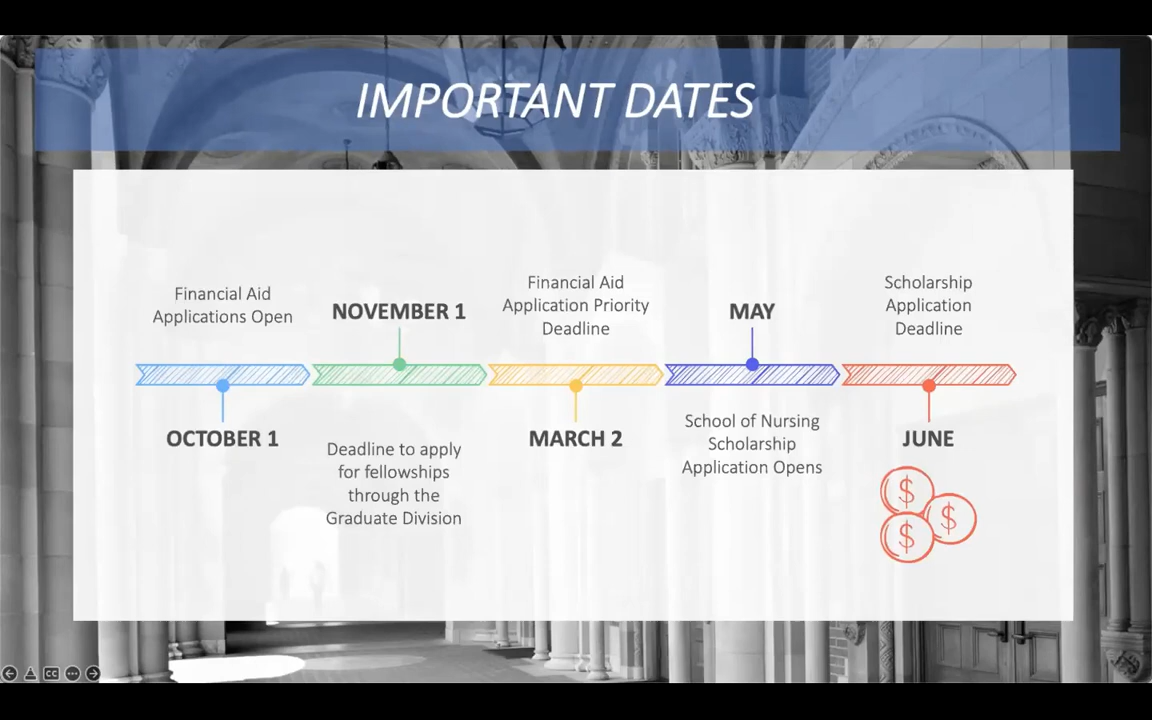 IMPORTANT DATES
Financial Aid
Applications Open
OCTOBER 1
NOVEMBER 1
Deadline to apply
for fellowships
through the
Graduate Division
Financial Aid
Application Priority
Deadline
MARCH 2
MAY
School of Nursing
Scholarship
Application Opens
Scholarship
Application
Deadline
JUNE
$
$
$
CC